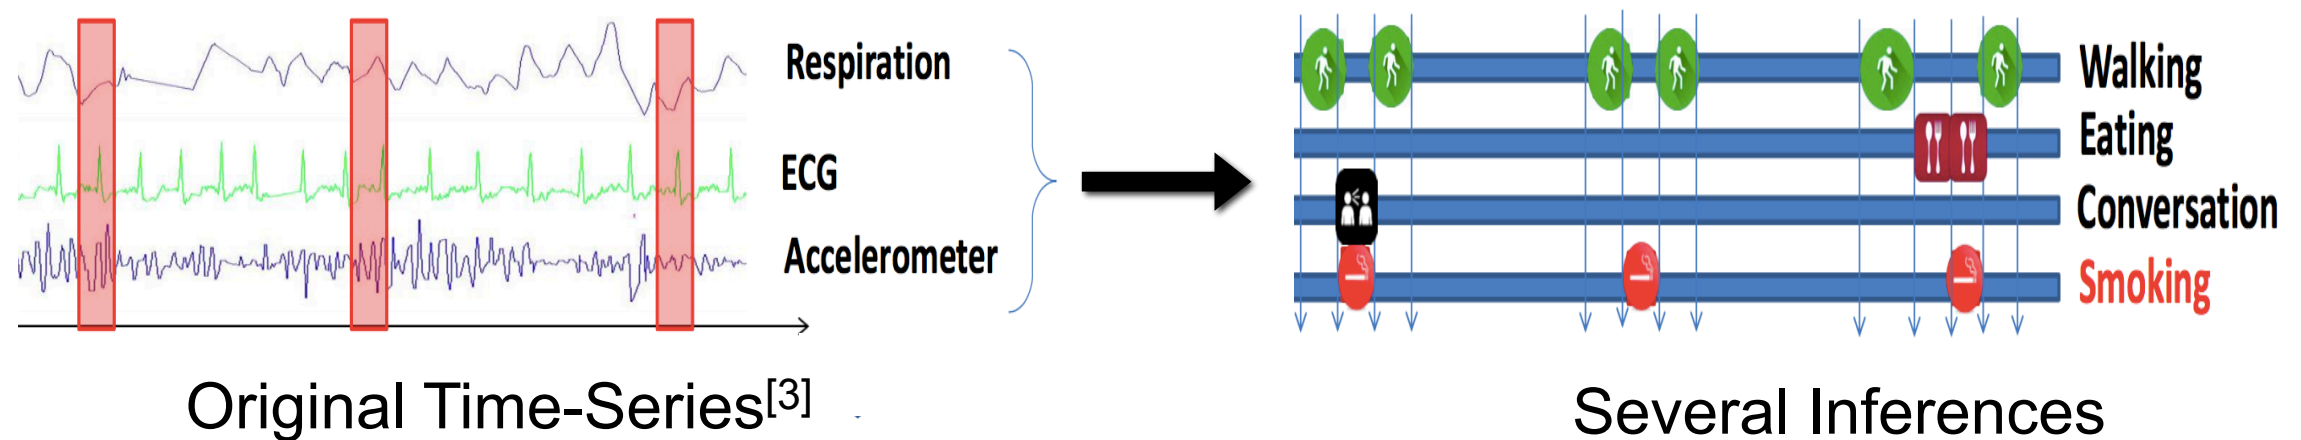 Respiration
ECG
Accelerometer
Original Time-Series[3]
Walking
Eating
Conversation
Smoking
Several Inferences